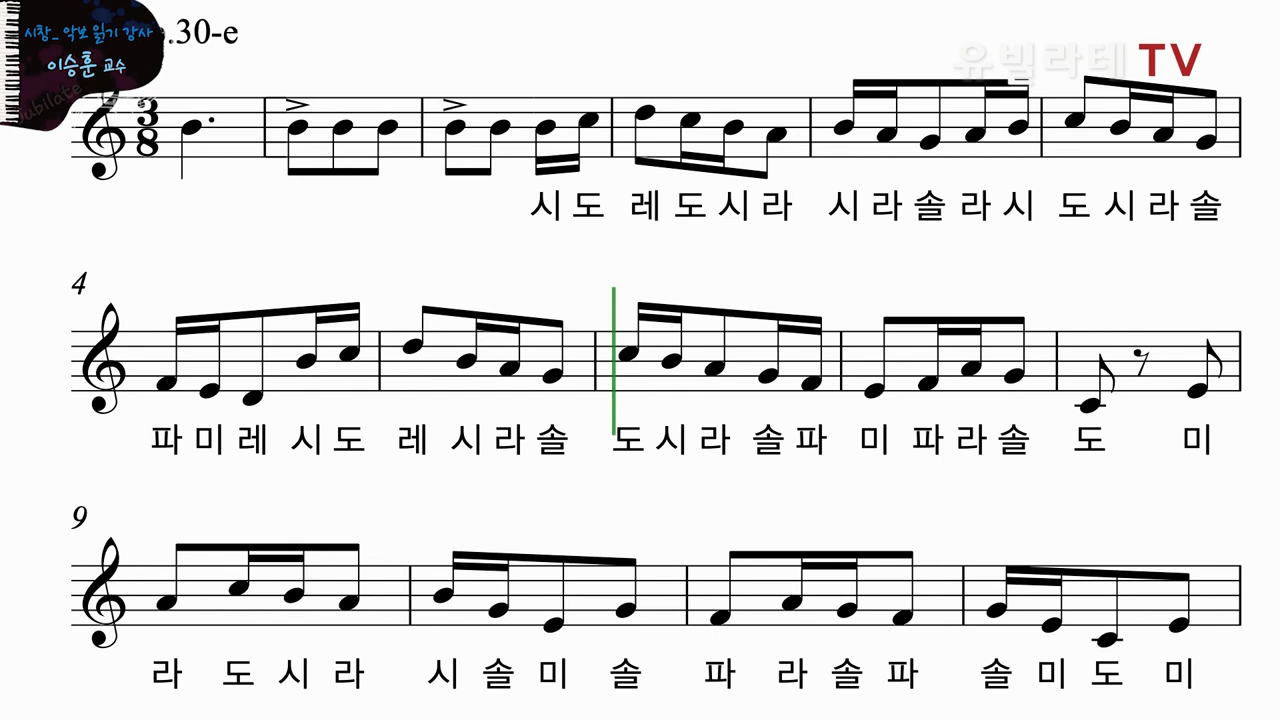 시창_ 악보 읽기 강사
이승훈 교수
Jubilate
.30-e
유빌라테 TV
3
8
시 도 레 도 시 라 시 라 솔 라 시 도 시 라 솔
4
파 미 레 시 도 레 시 라 솔 도 시 라 솔 파 미 파 라 솔 도 미
9
라 도 시 라 시 솔 미 솔 파 라 솔 파 솔 미 도 미